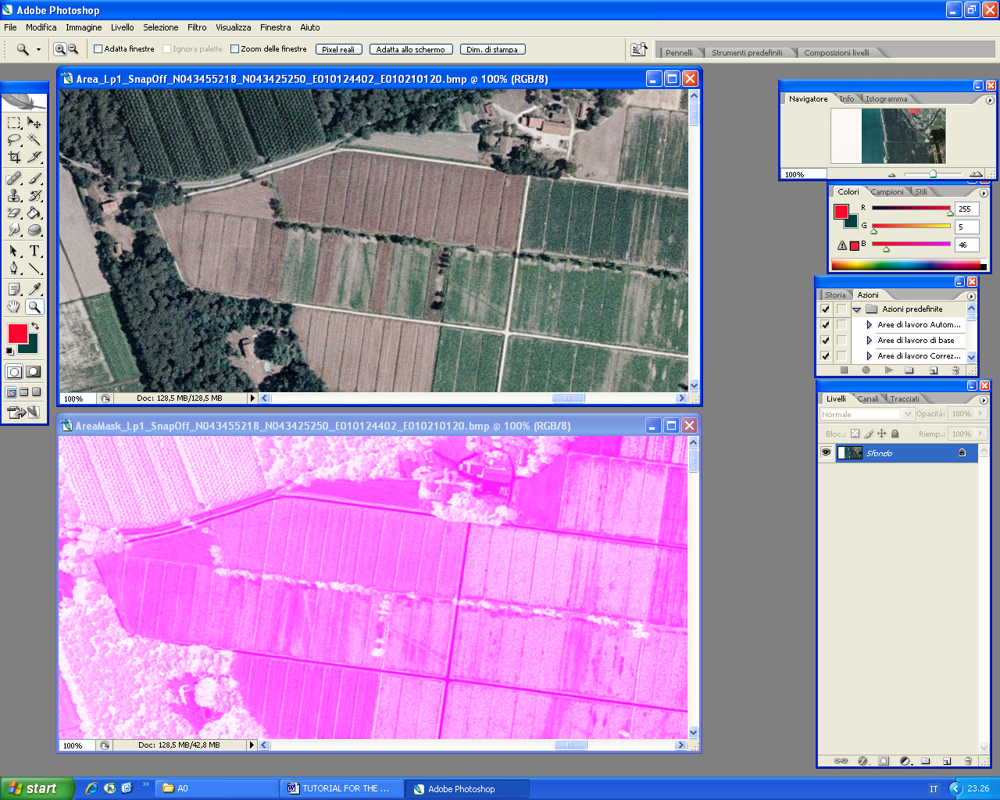 Adobe Photoshop
File Modifica Immagine Livello Selezione Filtro Visualizza Finestra Aiuto
Adatta finestre Ignora palette Zoom delle finestre Pixel reali Adatta allo schermo Dim. di stampa Pennelli Strumenti predefiniti Composizioni livelli
Area_Lp1_SnapOff_N043455218_N043425250_E010124402_E010210120.bmp @ 100% (RGB/8)
100% Doc: 128,5 MB/128,5 MB
AreaMask_Lp1_SnapOff_N043455218_N043425250_E010124402_E010210120.bmp @ 100% (RGB/8)
100% Doc: 128,5 MB/42,8 MB
Navigatore Info Istogramma
100%
Colori Campioni Stili
R 255
G 5
B 46
Storia Azioni
Azioni predefinite
Aree di lavoro Autom...
Aree di lavoro di base
Aree di lavoro Correz...
Livelli Canali Tracciati
Normale Opacità: 100%
Bloc.: Riemp.: 100%
Sfondo
start A0 TUTORIAL FOR THE ... Adobe Photoshop IT 23.26